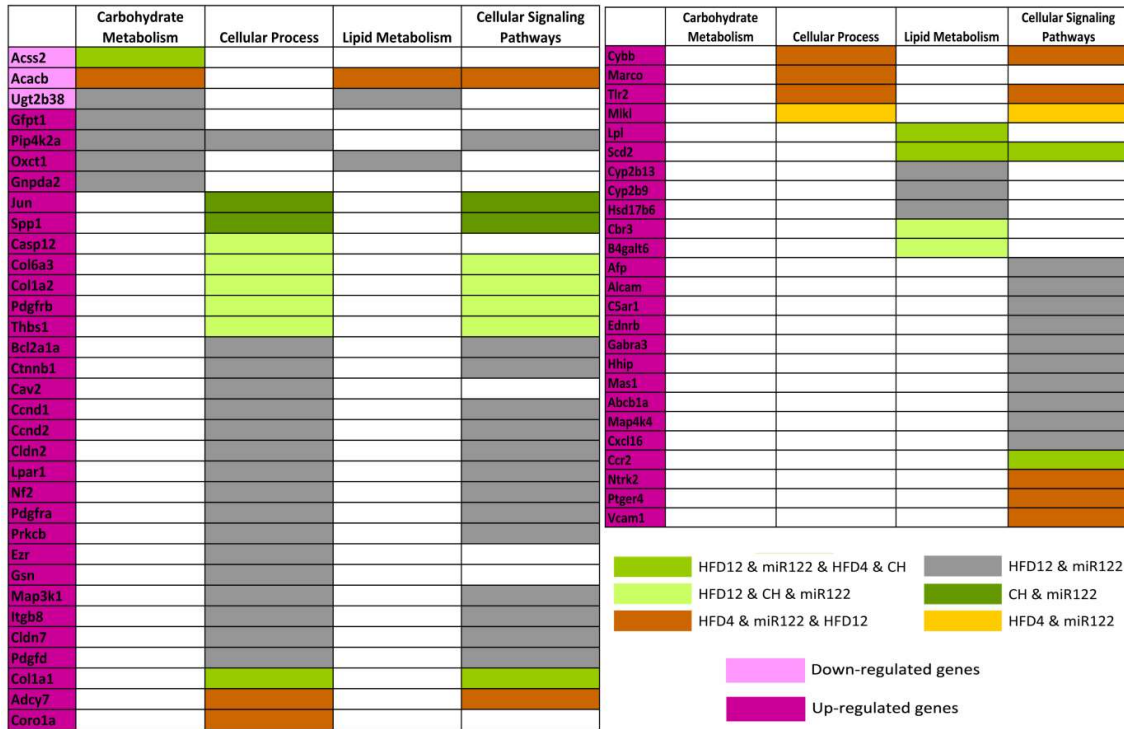 Carbohydrate Metabolism Cellular Process Lipid Metabolism Cellular Signaling Pathways
Acss2
Acacb
Ugt2b38
Gfpt1
Pip4k2a
Oxct1
Gnpda2
Jun
Spp1
Casp12
Col6a3
Col1a2
Pdgfrb
Thbs1
Bcl2a1a
Ctnnb1
Cav2
Ccnd1
Ccnd2
Cldn2
Lpar1
Nf2
Pdgfra
Prkcb
Ezr
Gsn
Map3k1
Itgb8
Cldn7
Pdgfd
Col1a1
Adcy7
Coro1a
Carbohydrate Metabolism Cellular Process Lipid Metabolism Cellular Signaling Pathways
Cybb
Marco
Tlr2
Mlkl
Lpl
Scd2
Cyp2b13
Cyp2b9
Hsd17b6
Cbr3
B4galt6
Afp
Alcam
C5ar1
Ednrb
Gabra3
Hhip
Mas1
Abcb1a
Map4k4
Cxcl16
Ccr2
Ntrk2
Ptger4
Vcam1
HFD12 & miR122 & HFD4 & CH
HFD12 & miR122
HFD12 & CH & miR122
CH & miR122
HFD4 & miR122 & HFD12
HFD4 & miR122
Down-regulated genes
Up-regulated genes